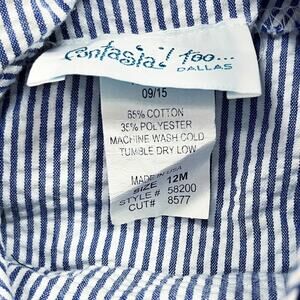 fantasia! too...
DALLAS
09/15
65% COTTON
35% POLYESTER
MACHINE WASH COLD
TUMBLE DRY LOW
MADE IN USA
SIZE 12M
STYLE # 58200
CUT# 8577